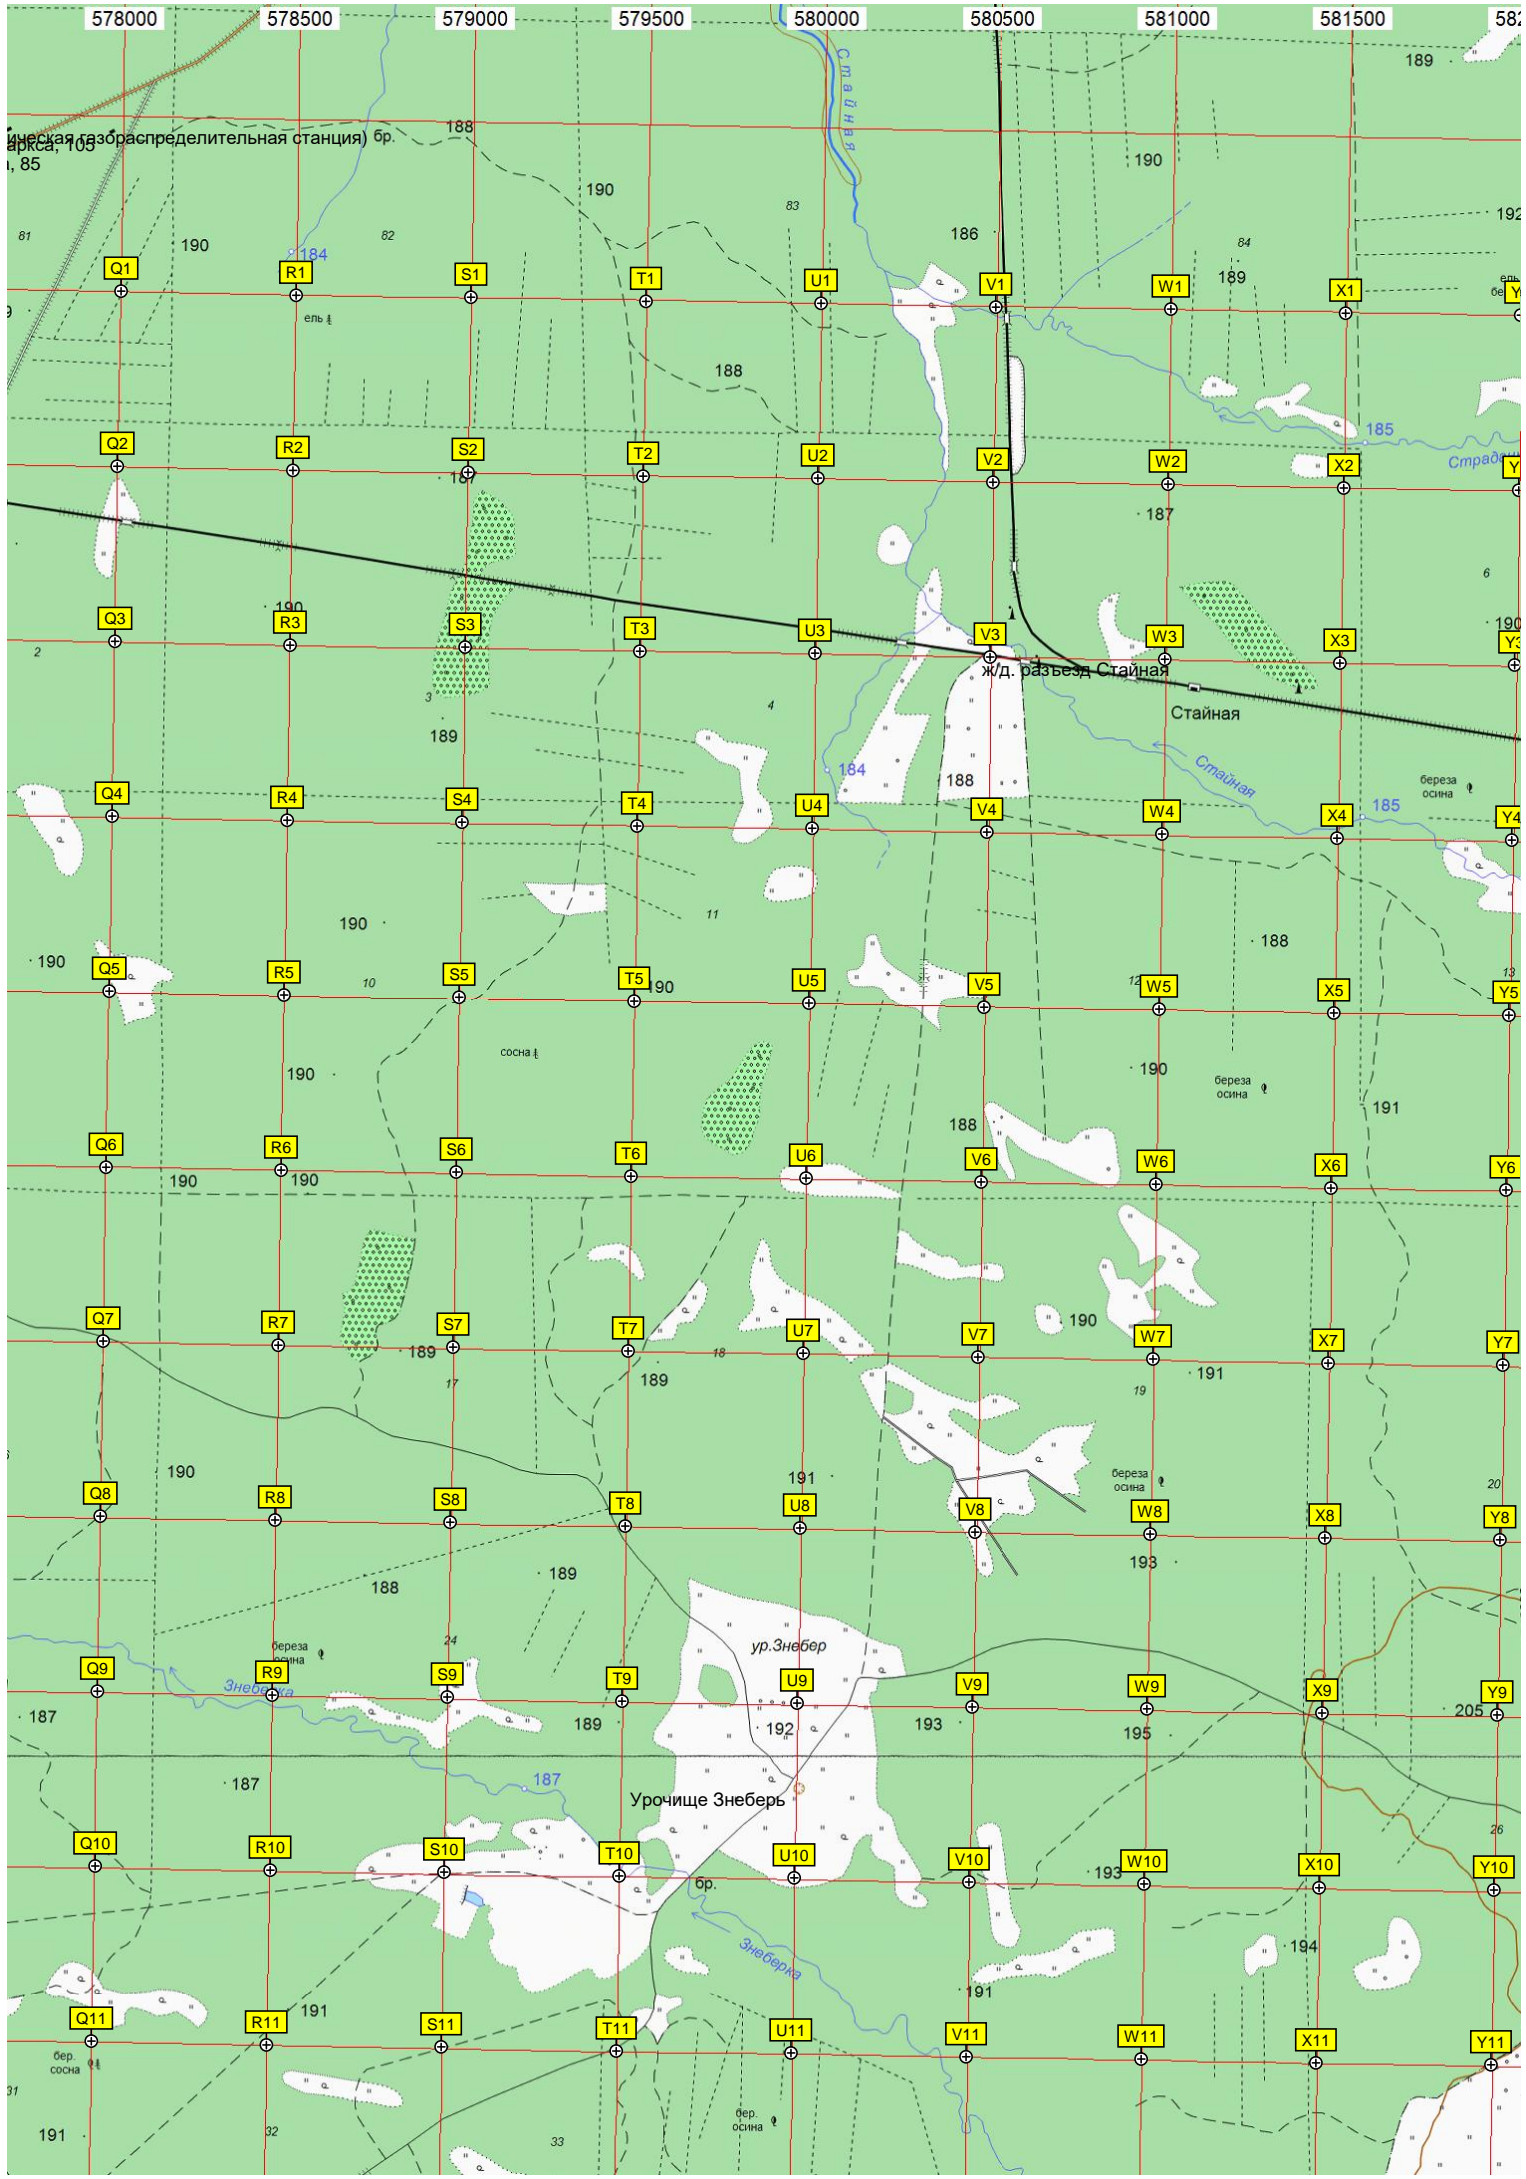 578000 578500 579000 579500 580000 580500 581000 581500 582
189
Стайная
188
ическая газораспределительная станция) бр.
аркса, 105
, 85
190
190
192
83
81 82
190
186
84
184
189
Q1 R1 S1 T1 U1 V1 W1 X1 Y
ель
188
185
Q2 R2 S2 T2 U2 V2 W2 X2 Y
187
187
6
190
190
Q3 R3 S3 T3 U3 V3 W3 X3 Y3
2
ж/д. разъезд Стайная
3
4
189
Стайная
184
188
Стайная
береза
осина
185
Q4 R4 S4 T4 U4 V4 W4 X4 Y4
11
190
188
190
10
12
13
Q5 R5 S5 T5 U5 V5 W5 X5 Y5
190
сосна
190
190
береза
осина
191
188
Q6 R6 S6 T6 U6 V6 W6 X6 Y6
190 190
190
Q7 R7 S7 T7 U7 V7 W7 X7 Y7
189
18
17
189
191
19
190
191
береза
осина
20
Q8 R8 S8 T8 U8 V8 W8 X8 Y8
193
189
188
24
ур.Знебер
береза
осина
Q9 R9 S9 T9 U9 V9 W9 X9 Y9
Знеберка
187
189
192
193
195
205
187
187
Урочище Знеберь
26
Q10 R10 S10 T10 U10 V10 W10 X10 Y10
193
бр.
Знеберка
194
191
191
Q11 R11 S11 T11 U11 V11 W11 X11 Y11
бер.
сосна
31
191
32
33
бер.
осина